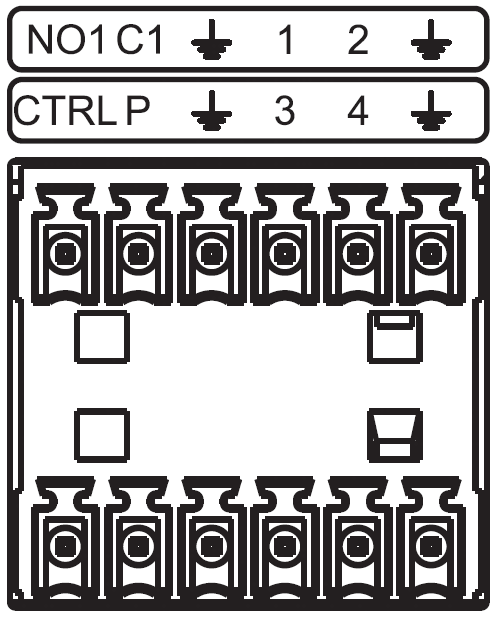 NO1 C1 ⏚ 1 2 ⏚
CTRL P ⏚ 3 4 ⏚